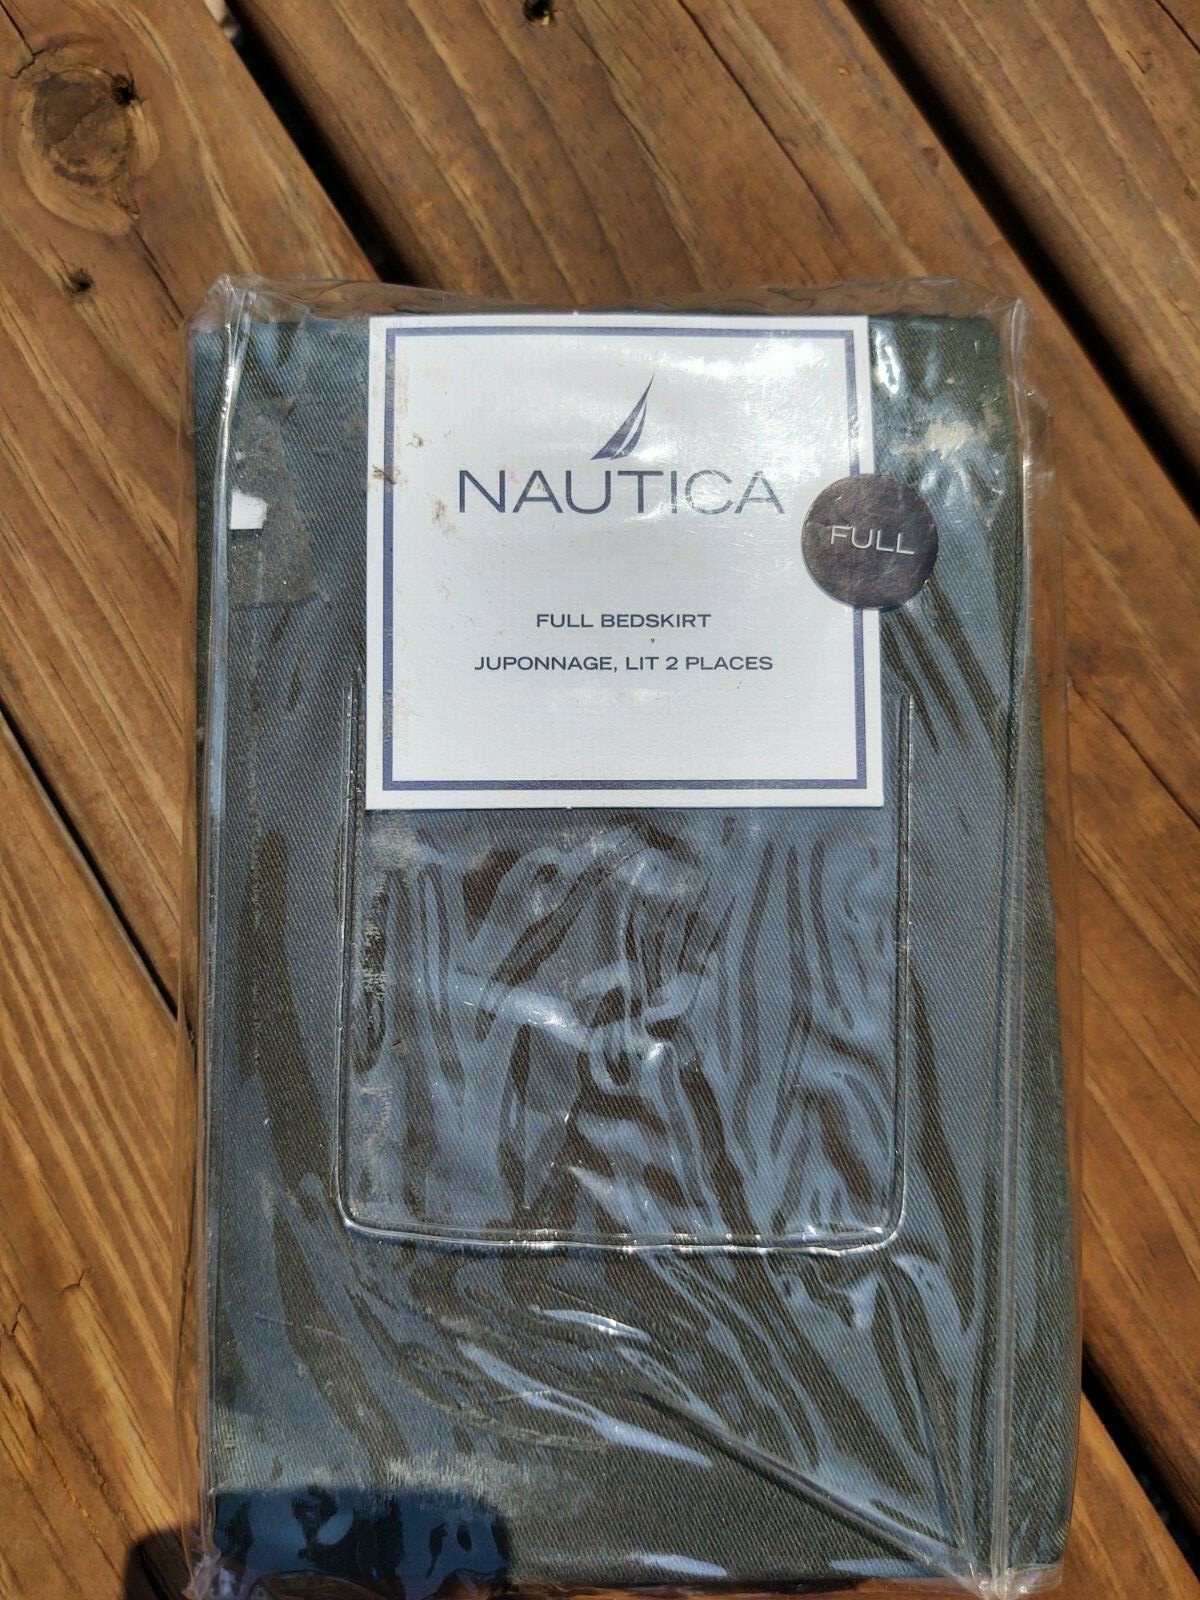 NAUTICA
FULL
FULL BEDSKIRT
JUPONNAGE, LIT 2 PLACES